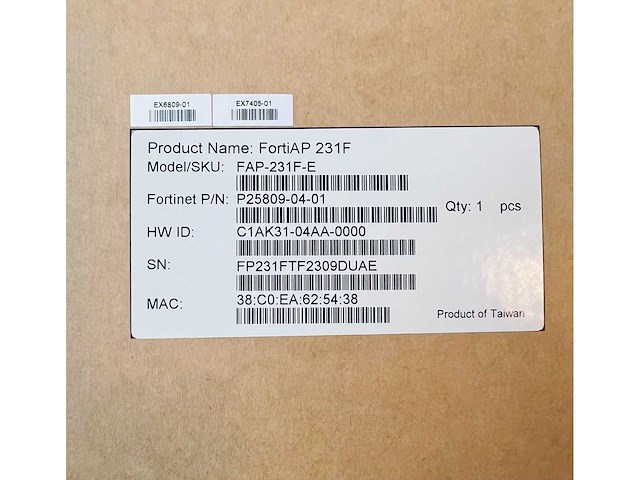 EX6809-01
EX7405-01
Product Name: FortiAP 231F
Model/SKU: FAP-231F-E
Fortinet P/N: P25809-04-01
Qty: 1 pcs
HW ID: C1AK31-04AA-0000
SN: FP231FTF2309DUAE
MAC: 38:C0:EA:62:54:38
Product of Taiwan